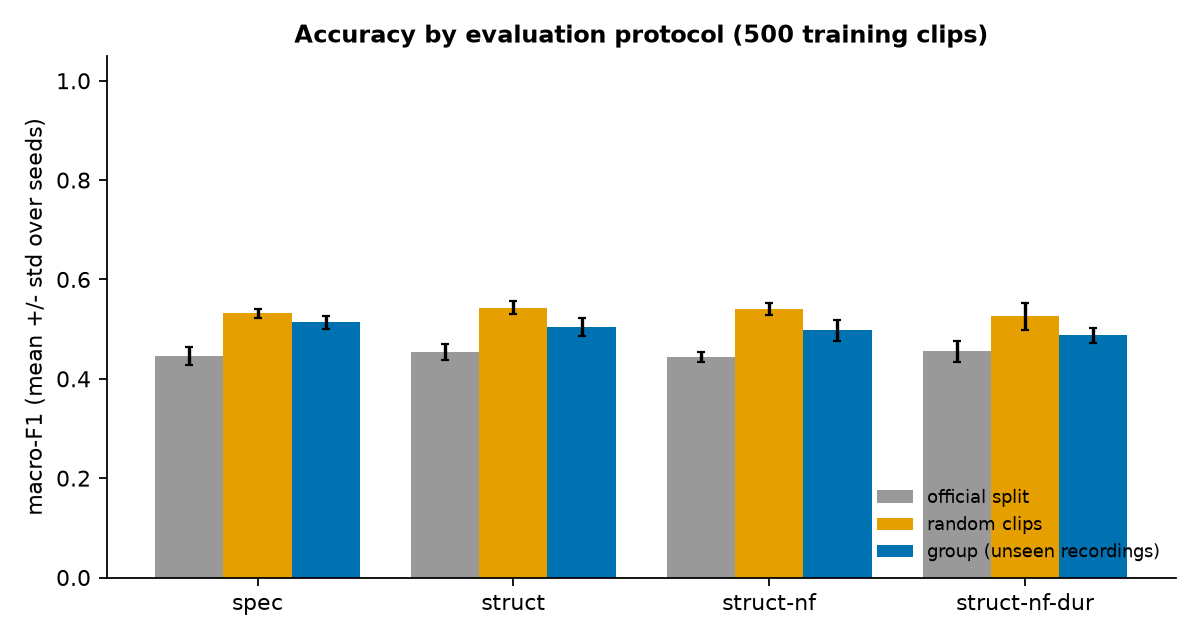 Accuracy by evaluation protocol (500 training clips)
macro-F1 (mean +/- std over seeds)
1.0
0.8
0.6
0.4
0.2
0.0
official split
random clips
group (unseen recordings)
spec
struct
struct-nf
struct-nf-dur